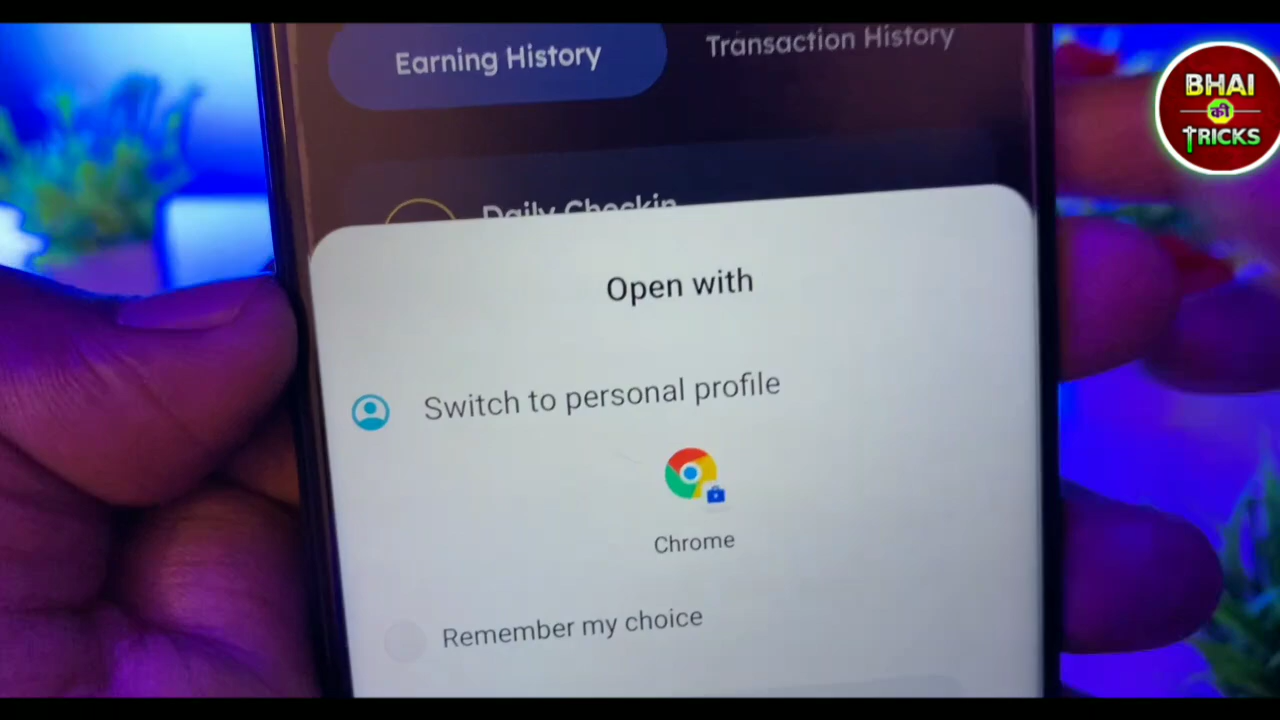 Earning History
Transaction History
BHAI
की
TRICKS
Daily Checkin
Open with
Switch to personal profile
Chrome
Remember my choice